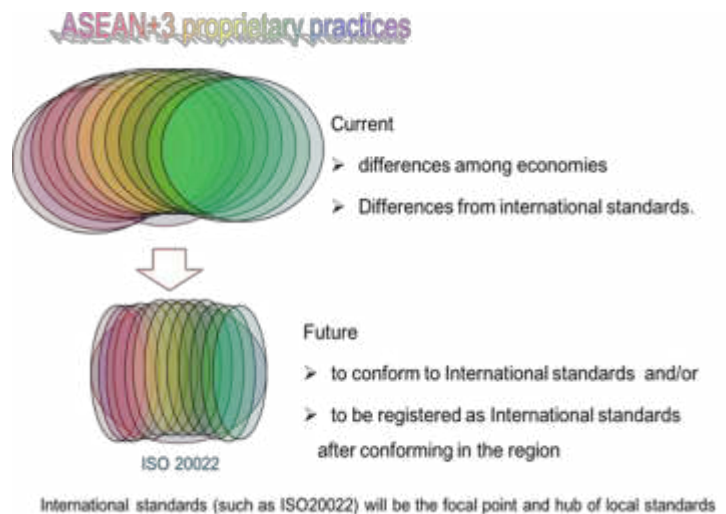 ASEAN+3 proprietary practices
Current
➢ differences among economies
➢ Differences from international standards.
Future
➢ to conform to International standards and/or
➢ to be registered as International standards
after conforming in the region
ISO 20022
International standards (such as ISO20022) will be the focal point and hub of local standards